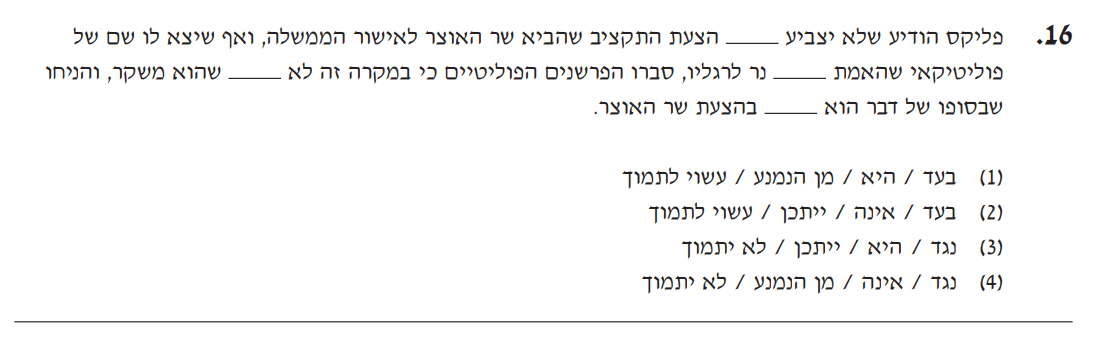 16. פליקס הודיע שלא יצביע _____ הצעת התקציב שהביא שר האוצר לאישור הממשלה, ואף שיצא לו שם של
פוליטיקאי שהאמת _____ נר לרגליו, סברו הפרשנים הפוליטיים כי במקרה זה לא _____ שהוא משקר, והניחו
שבסופו של דבר הוא _____ בהצעת שר האוצר.
(1) בעד / היא / מן הנמנע / עשוי לתמוך
(2) בעד / אינה / ייתכן / עשוי לתמוך
(3) נגד / היא / ייתכן / לא יתמוך
(4) נגד / אינה / מן הנמנע / לא יתמוך